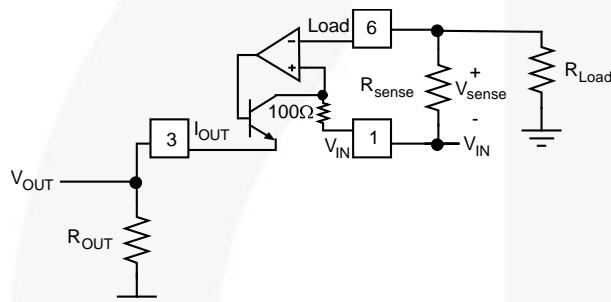 Load
6
-
+
R_sense
+
V_sense
-
R_Load
100Ω
I_OUT
3
V_IN
1
V_IN
V_OUT
R_OUT